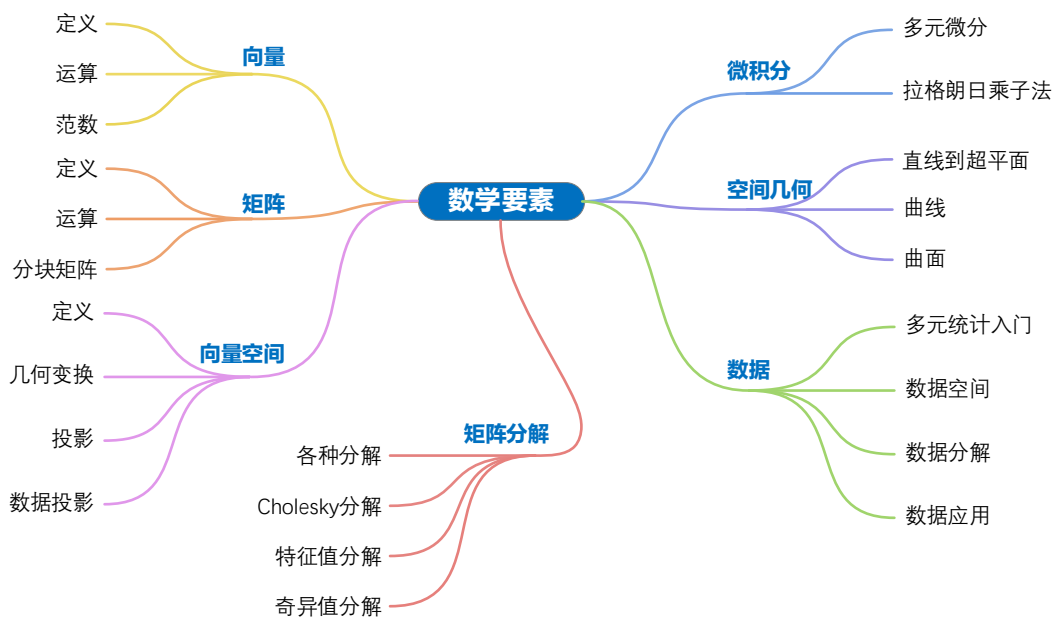 数学要素
向量
定义
运算
范数
矩阵
定义
运算
分块矩阵
向量空间
定义
几何变换
投影
数据投影
矩阵分解
各种分解
Cholesky分解
特征值分解
奇异值分解
微积分
多元微分
拉格朗日乘子法
空间几何
直线到超平面
曲线
曲面
数据
多元统计入门
数据空间
数据分解
数据应用